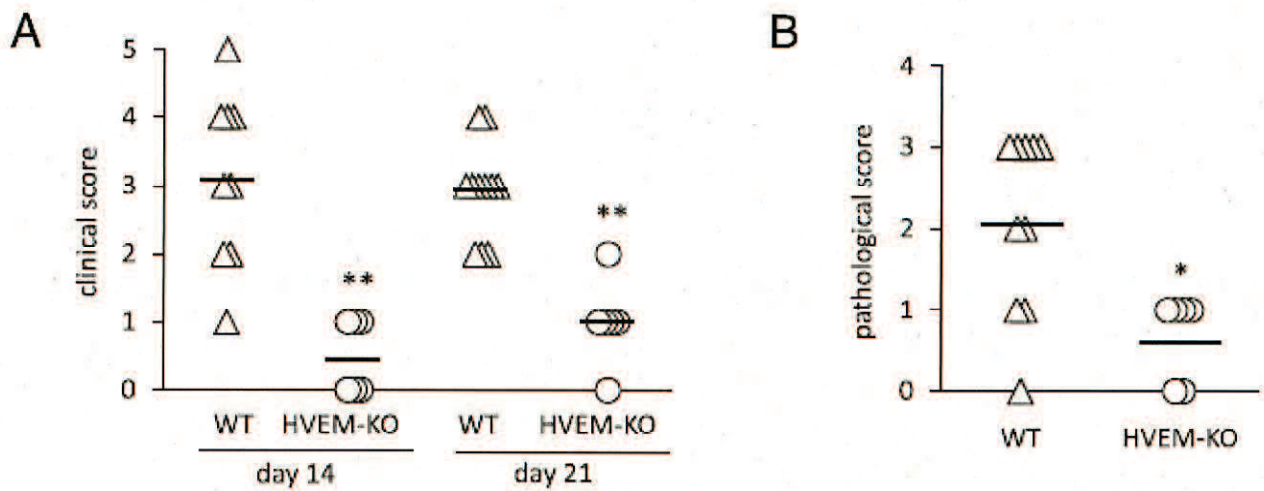 A
clinical score
5
4
3
2
1
0
**
**
WT HVEM-KO WT HVEM-KO
day 14 day 21
B
pathological score
4
3
2
1
0
*
WT HVEM-KO